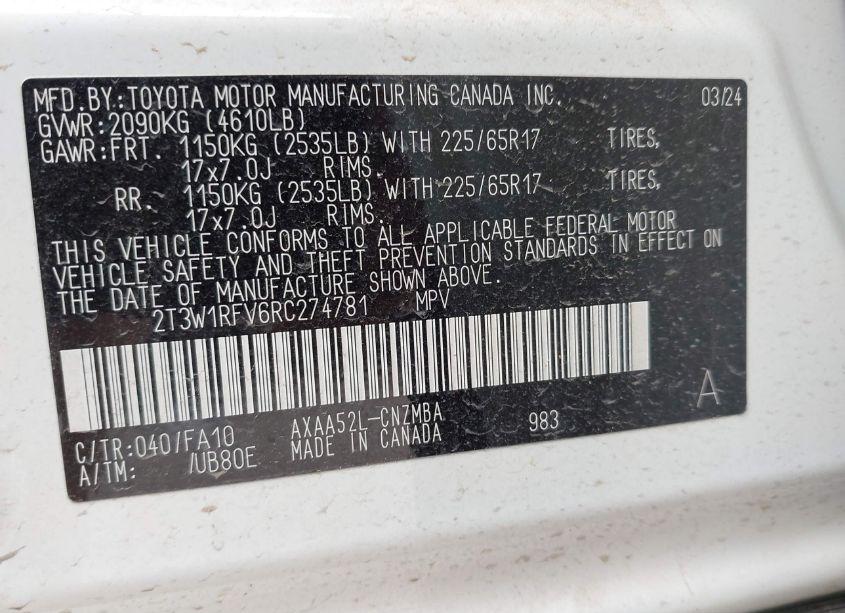 MFD.BY:TOYOTA MOTOR MANUFACTURING CANADA INC. 03/24
GVWR:2090KG (4610LB)
GAWR:FRT. 1150KG (2535LB) WITH 225/65R17 TIRES,
17x7.0J RIMS.
RR. 1150KG (2535LB) WITH 225/65R17 TIRES,
17x7.0J RIMS.
THIS VEHICLE CONFORMS TO ALL APPLICABLE FEDERAL MOTOR
VEHICLE SAFETY AND THEFT PREVENTION STANDARDS IN EFFECT ON
THE DATE OF MANUFACTURE SHOWN ABOVE.
2T3W1RFV6RC274781 MPV
C/TR:040/FA10 AXAA52L-CNZMBA 983 A
A/TM: /UB80E MADE IN CANADA